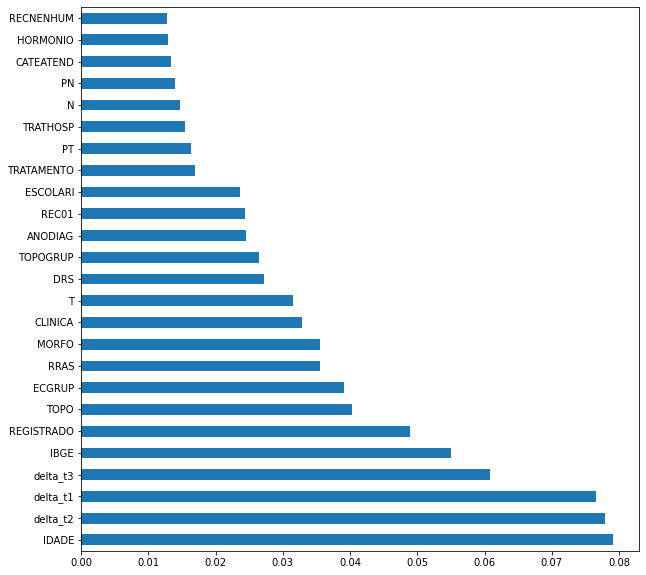 RECNENHUM
HORMONIO
CATEATEND
PN
N
TRATHOSP
PT
TRATAMENTO
ESCOLARI
REC01
ANODIAG
TOPOGRUP
DRS
T
CLINICA
MORFO
RRAS
ECGRUP
TOPO
REGISTRADO
IBGE
delta_t3
delta_t1
delta_t2
IDADE
0.00 0.01 0.02 0.03 0.04 0.05 0.06 0.07 0.08